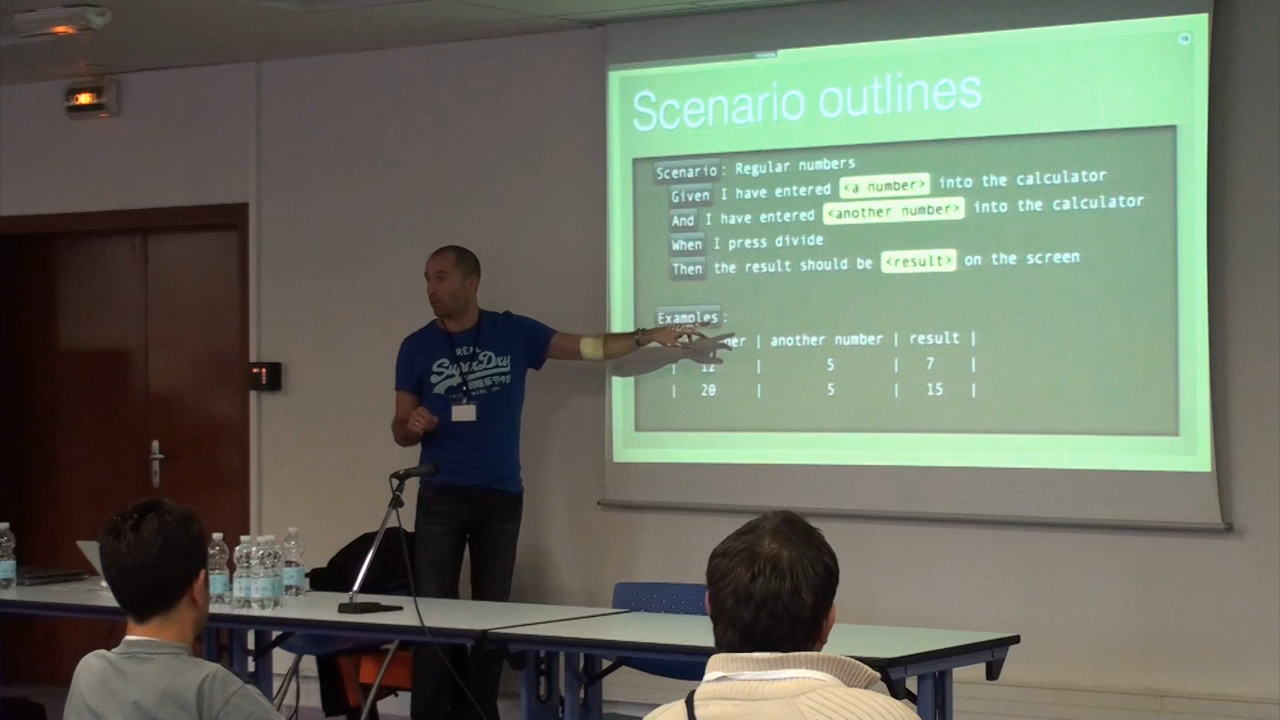 Scenario outlines
Scenario: Regular numbers
Given I have entered <a number> into the calculator
And I have entered <another number> into the calculator
When I press divide
Then the result should be <result> on the screen
Examples:
| another number | result |
| 12 | 5 | 7 |
| 20 | 5 | 15 |
REAL
SuperDry